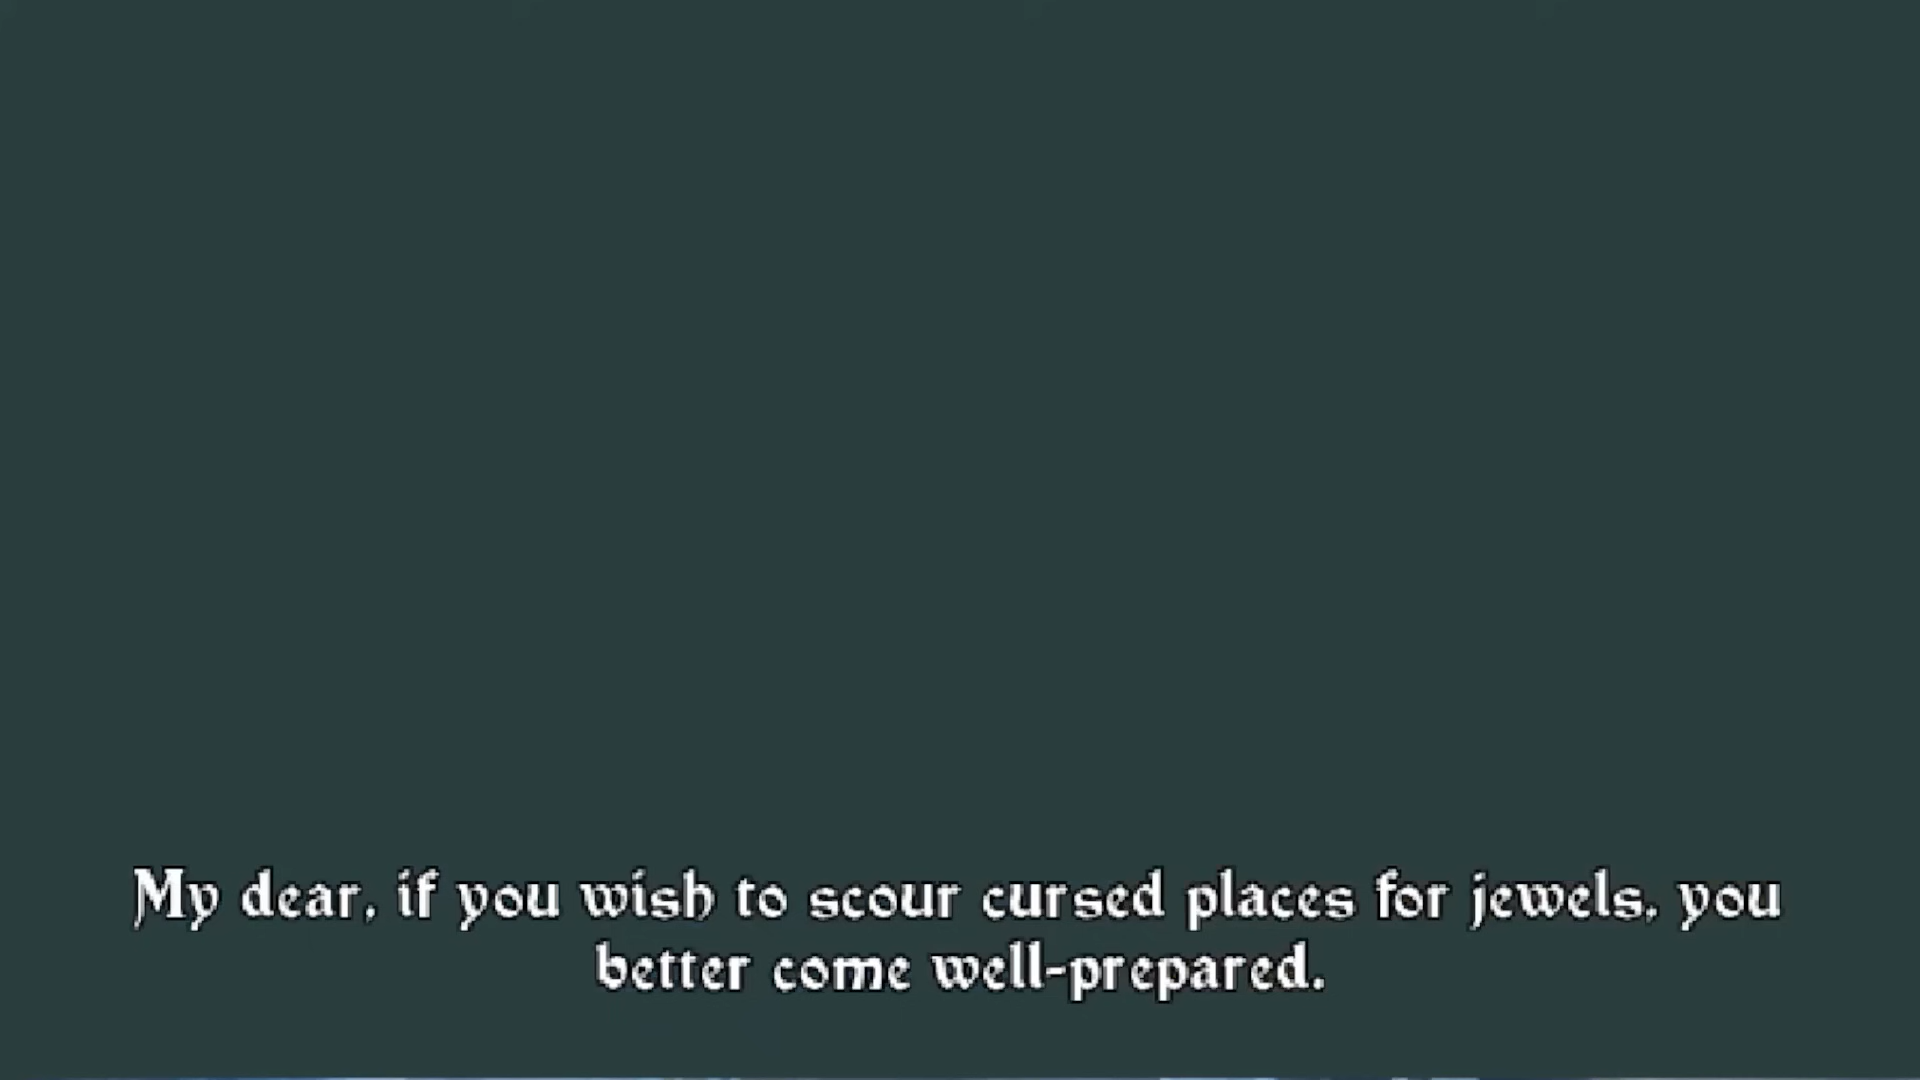 My dear, if you wish to scour cursed places for jewels, you
better come well-prepared.